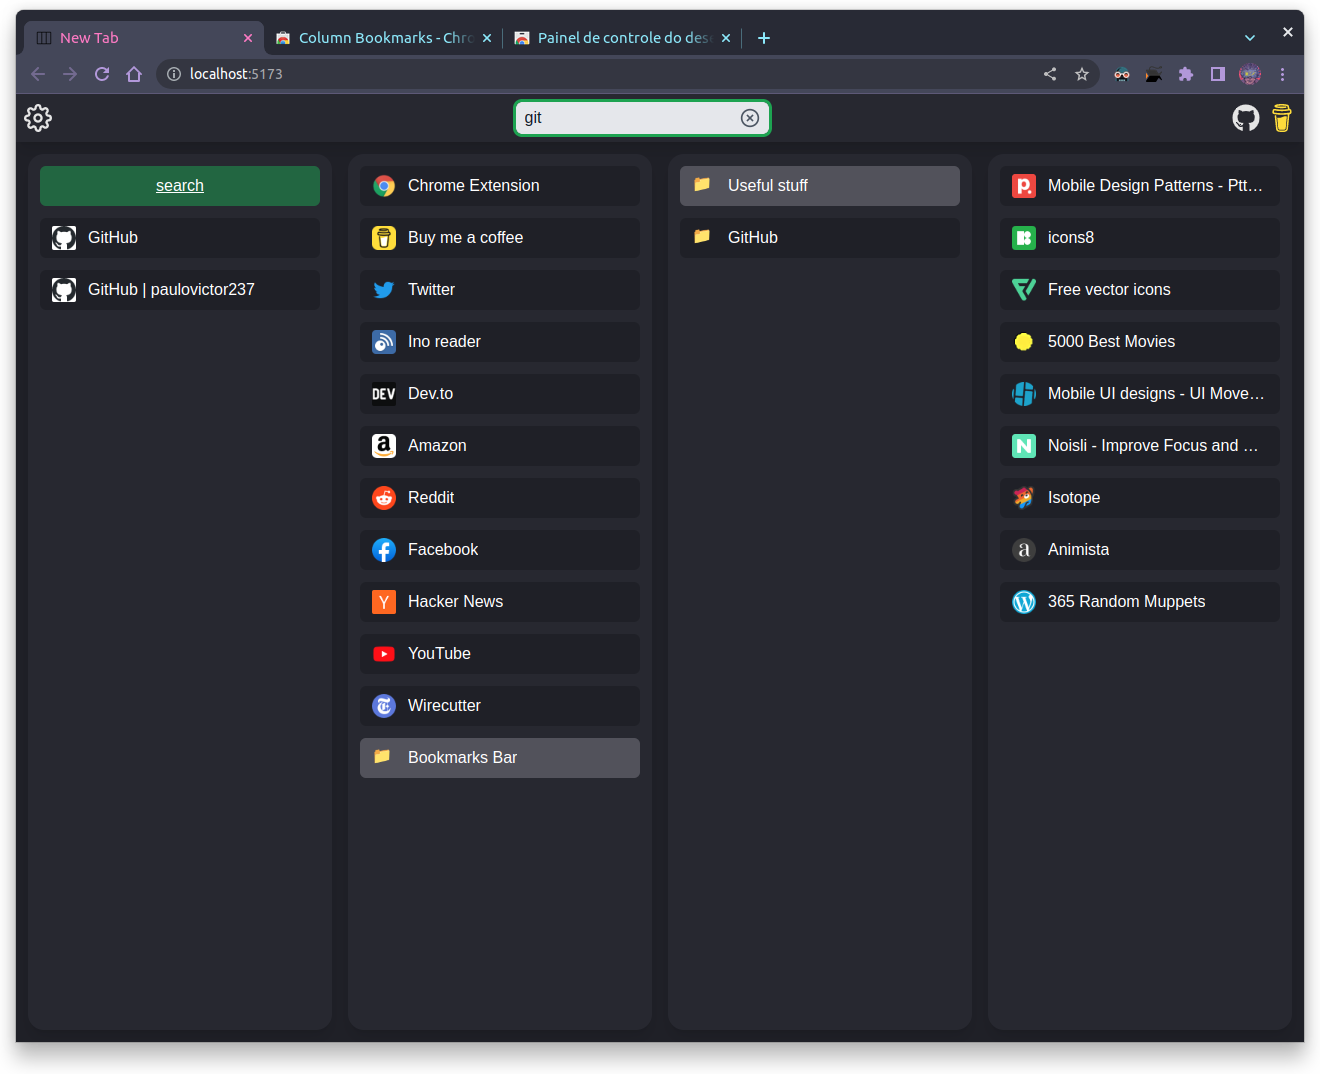 New Tab
Column Bookmarks - Chro
Painel de controle do des
localhost:5173
git
search
GitHub
GitHub | paulovictor237
Chrome Extension
Buy me a coffee
Twitter
Ino reader
DEV
Dev.to
Amazon
Reddit
Facebook
Hacker News
YouTube
Wirecutter
Bookmarks Bar
Useful stuff
GitHub
Mobile Design Patterns - Ptt...
icons8
Free vector icons
5000 Best Movies
Mobile UI designs - UI Move...
Noisli - Improve Focus and ...
Isotope
Animista
365 Random Muppets